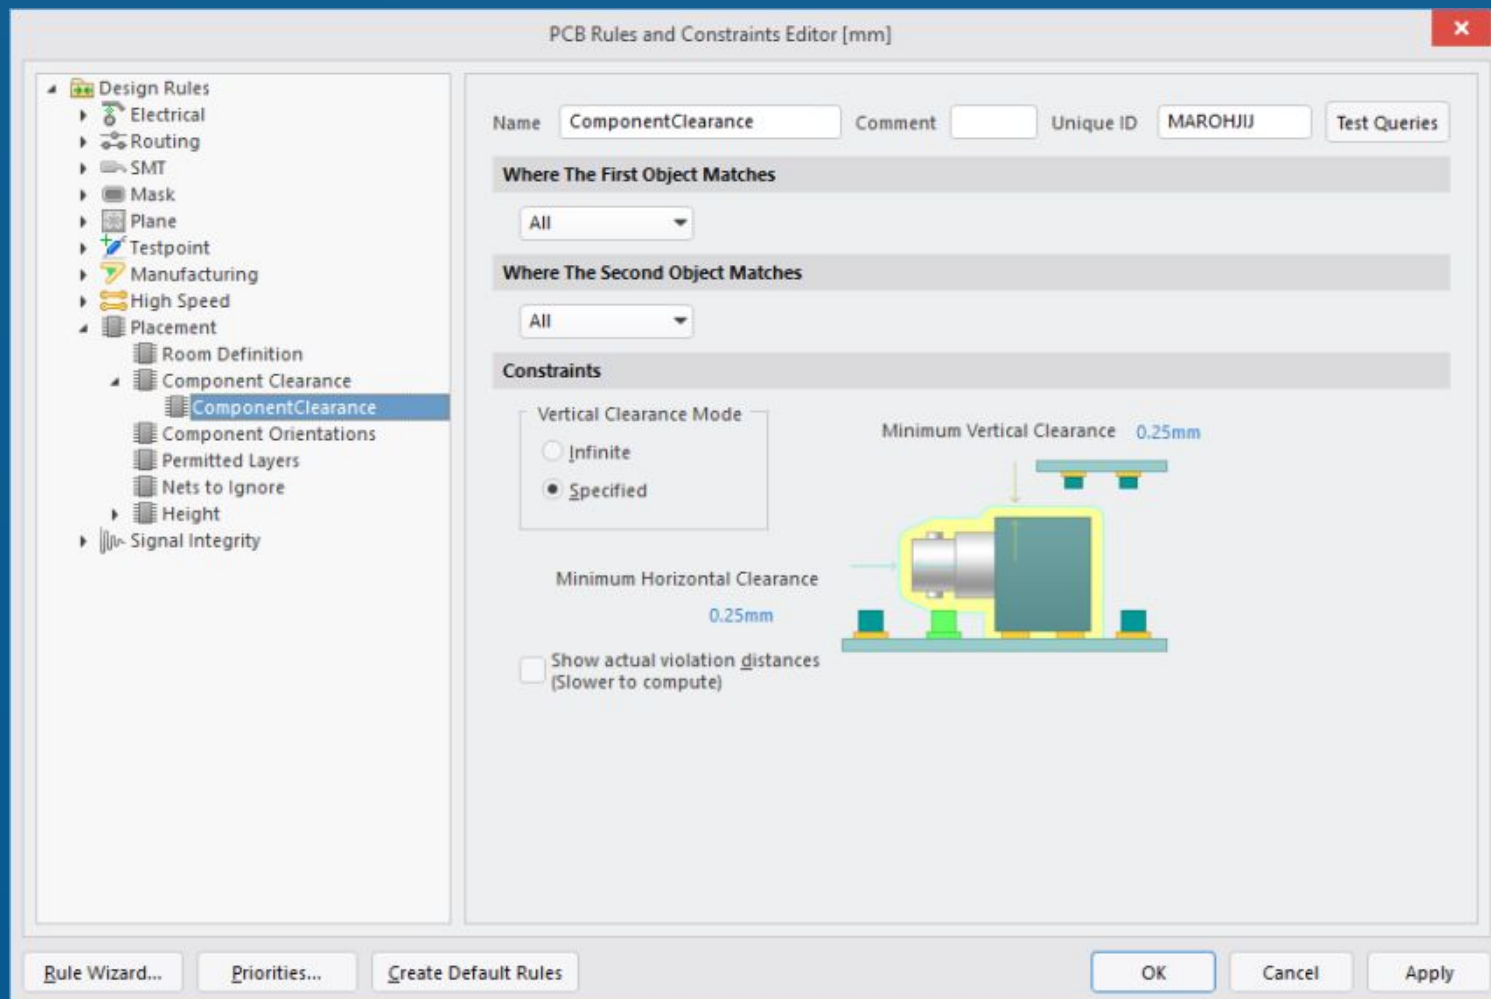 PCB Rules and Constraints Editor [mm]
Design Rules
Electrical
Routing
SMT
Mask
Plane
Testpoint
Manufacturing
High Speed
Placement
Room Definition
Component Clearance
ComponentClearance
Component Orientations
Permitted Layers
Nets to Ignore
Height
Signal Integrity
Name ComponentClearance Comment Unique ID MAROHJIJ Test Queries
Where The First Object Matches
All
Where The Second Object Matches
All
Constraints
Vertical Clearance Mode
Infinite
Specified
Minimum Vertical Clearance 0.25mm
Minimum Horizontal Clearance
0.25mm
Show actual violation distances
(Slower to compute)
Rule Wizard... Priorities... Create Default Rules OK Cancel Apply